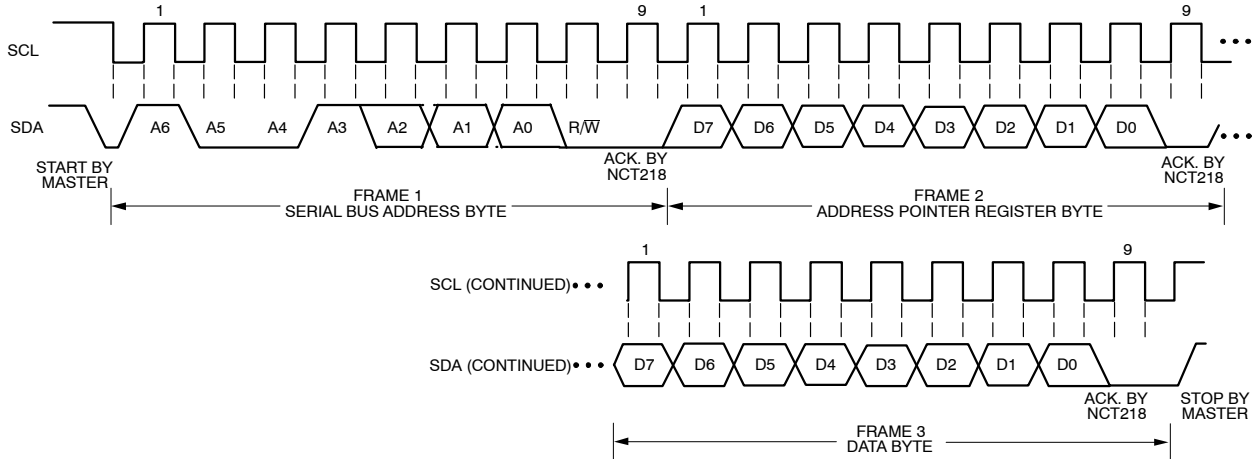 1 9 1 9
SCL •••
SDA A6 A5 A4 A3 A2 A1 A0 R/W̅ D7 D6 D5 D4 D3 D2 D1 D0 •••
START BY
MASTER
ACK. BY
NCT218
ACK. BY
NCT218
FRAME 1
SERIAL BUS ADDRESS BYTE
FRAME 2
ADDRESS POINTER REGISTER BYTE
1 9
SCL (CONTINUED) •••
SDA (CONTINUED) ••• D7 D6 D5 D4 D3 D2 D1 D0
ACK. BY
NCT218
STOP BY
MASTER
FRAME 3
DATA BYTE